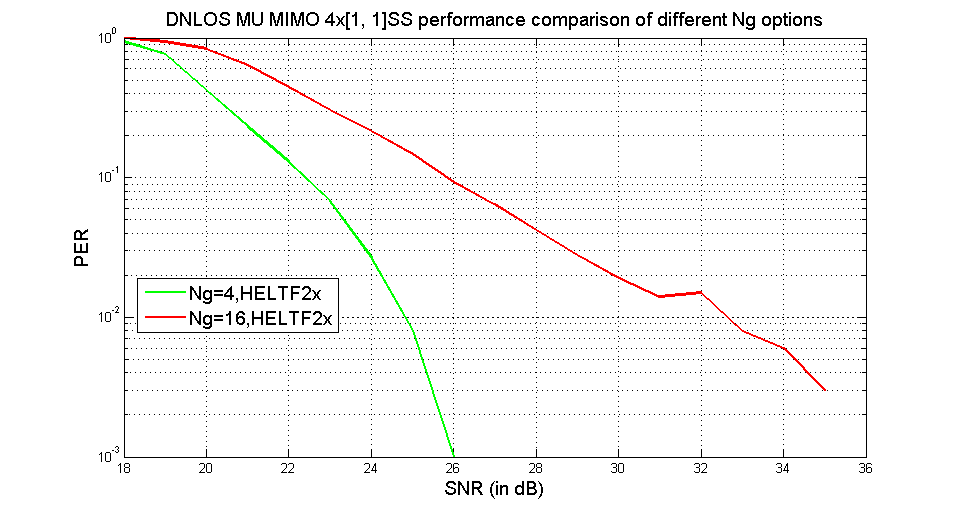 DNLOS MU MIMO 4x[1, 1]SS performance comparison of different Ng options
10^0
10^-1
10^-2
10^-3
PER
Ng=4,HELTF2x
Ng=16,HELTF2x
18 20 22 24 26 28 30 32 34 36
SNR (in dB)